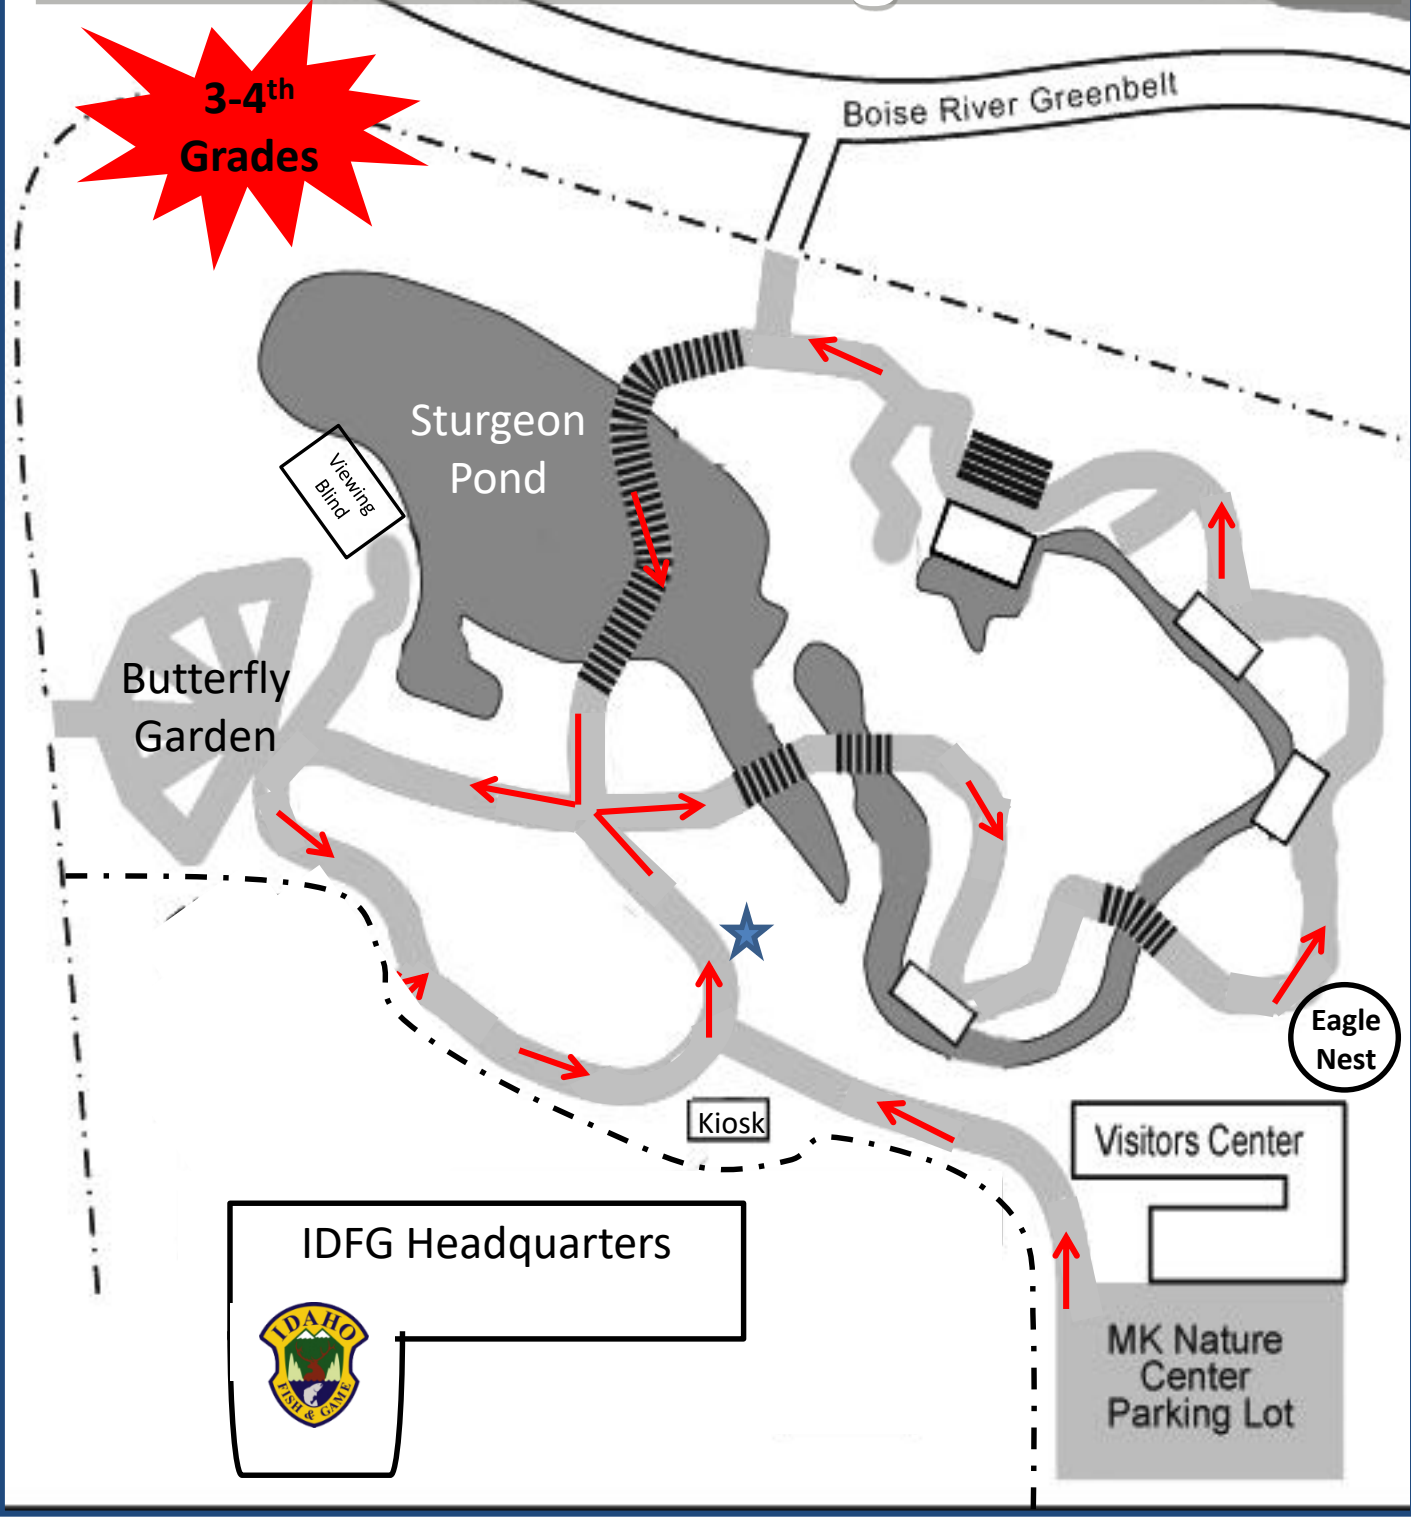 3-4th
Grades
Boise River Greenbelt
Sturgeon
Pond
Viewing
Blind
Butterfly
Garden
Eagle
Nest
Kiosk
Visitors Center
IDFG Headquarters
IDAHO
FISH & GAME
MK Nature
Center
Parking Lot